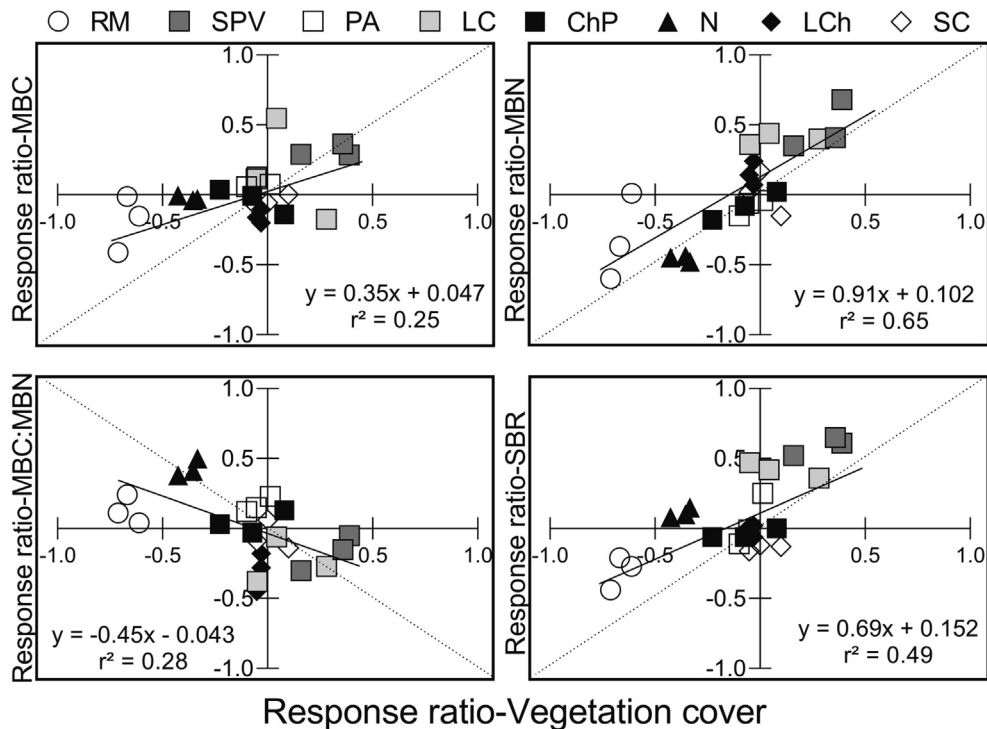 RM SPV PA LC ChP N LCh SC
Response ratio-MBC
1.0
0.5
-1.0 -0.5 0.5 1.0
-0.5
-1.0
y = 0.35x + 0.047
r² = 0.25
Response ratio-MBN
1.0
0.5
-1.0 -0.5 0.5 1.0
-0.5
-1.0
y = 0.91x + 0.102
r² = 0.65
Response ratio-MBC:MBN
1.0
0.5
-1.0 -0.5 0.5 1.0
-0.5
-1.0
y = -0.45x - 0.043
r² = 0.28
Response ratio-SBR
1.0
-1.0 -0.5 0.5 1.0
-0.5
-1.0
y = 0.69x + 0.152
r² = 0.49
Response ratio-Vegetation cover